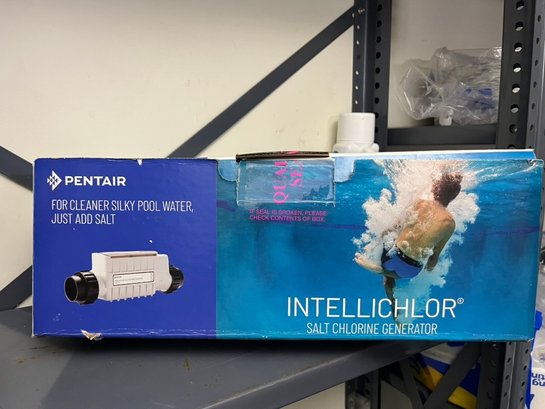 PENTAIR
FOR CLEANER SILKY POOL WATER,
JUST ADD SALT
IF SEAL IS BROKEN, PLEASE
CHECK CONTENTS OF BOX
INTELLICHLOR®
SALT CHLORINE GENERATOR